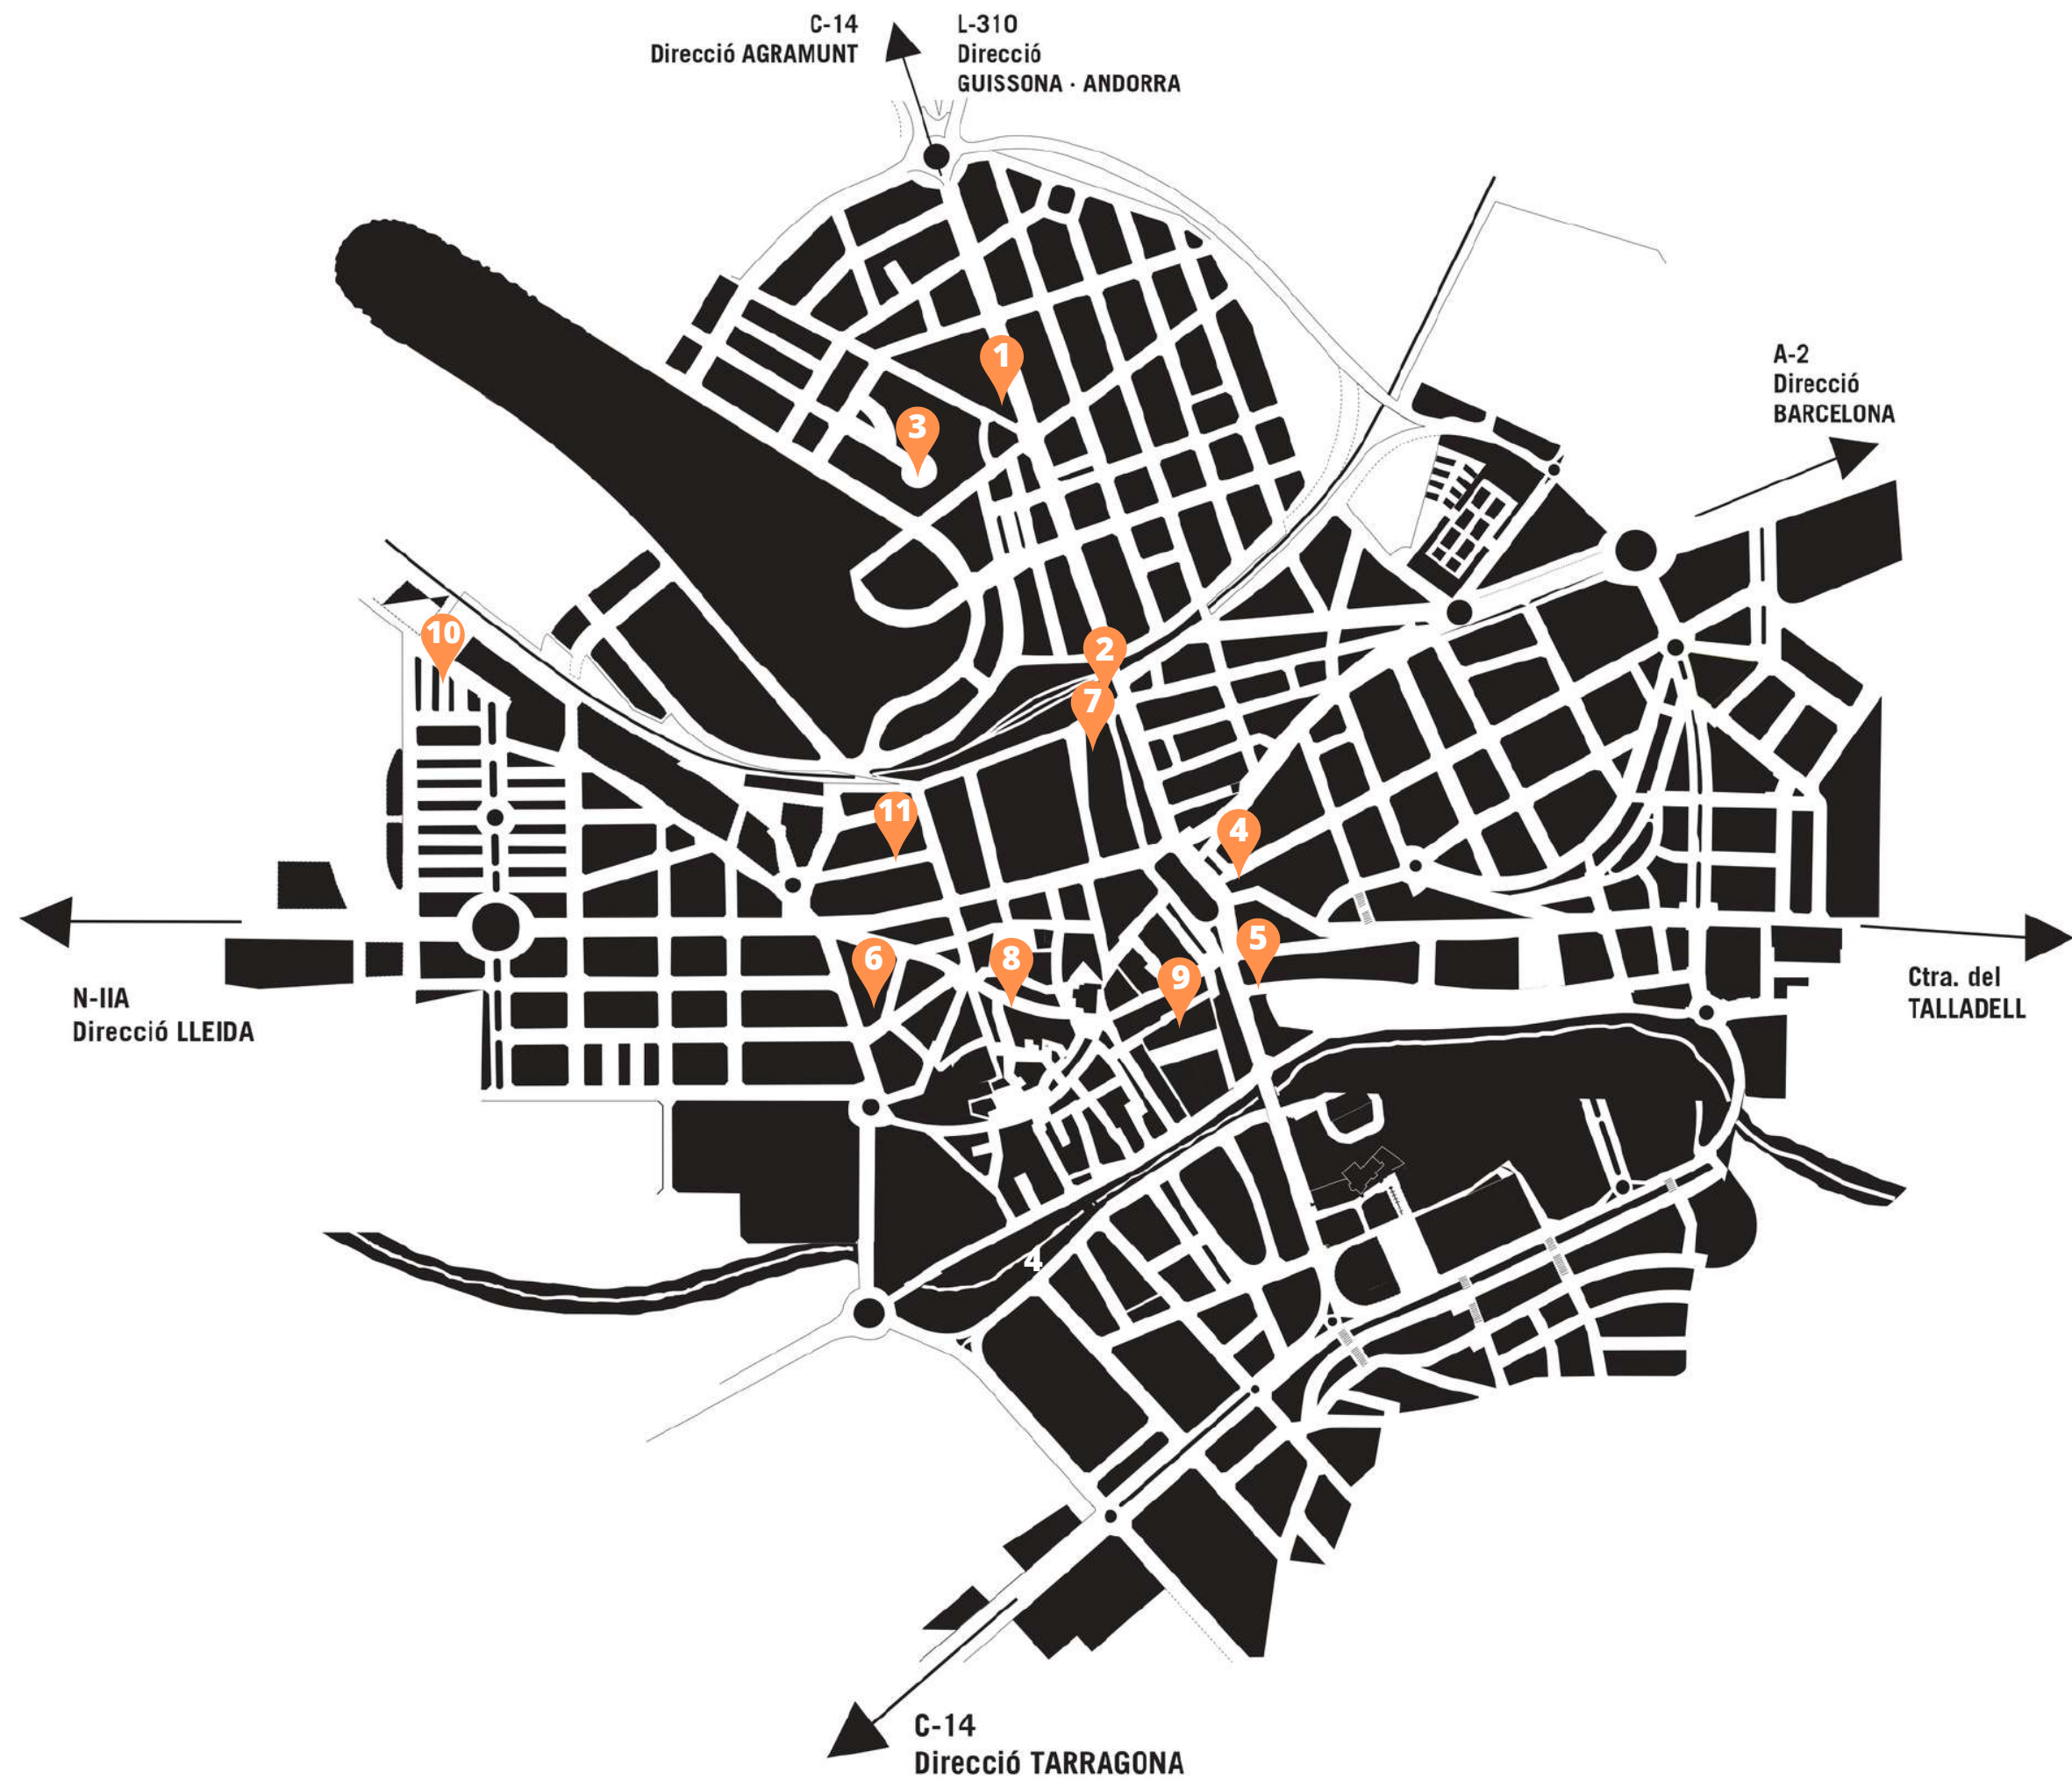 C-14
Direcció AGRAMUNT
L-310
Direcció
GUISSONA · ANDORRA
A-2
Direcció
BARCELONA
1
3
10
2
7
11
4
5
6
8
9
N-IIA
Direcció LLEIDA
Ctra. del
TALLADELL
4
C-14
Direcció TARRAGONA